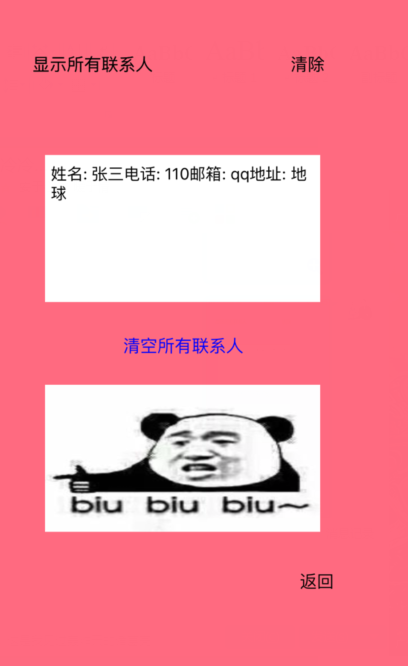 显示所有联系人 清除
姓名: 张三电话: 110邮箱: qq地址: 地
球
清空所有联系人
biu biu biu～
返回